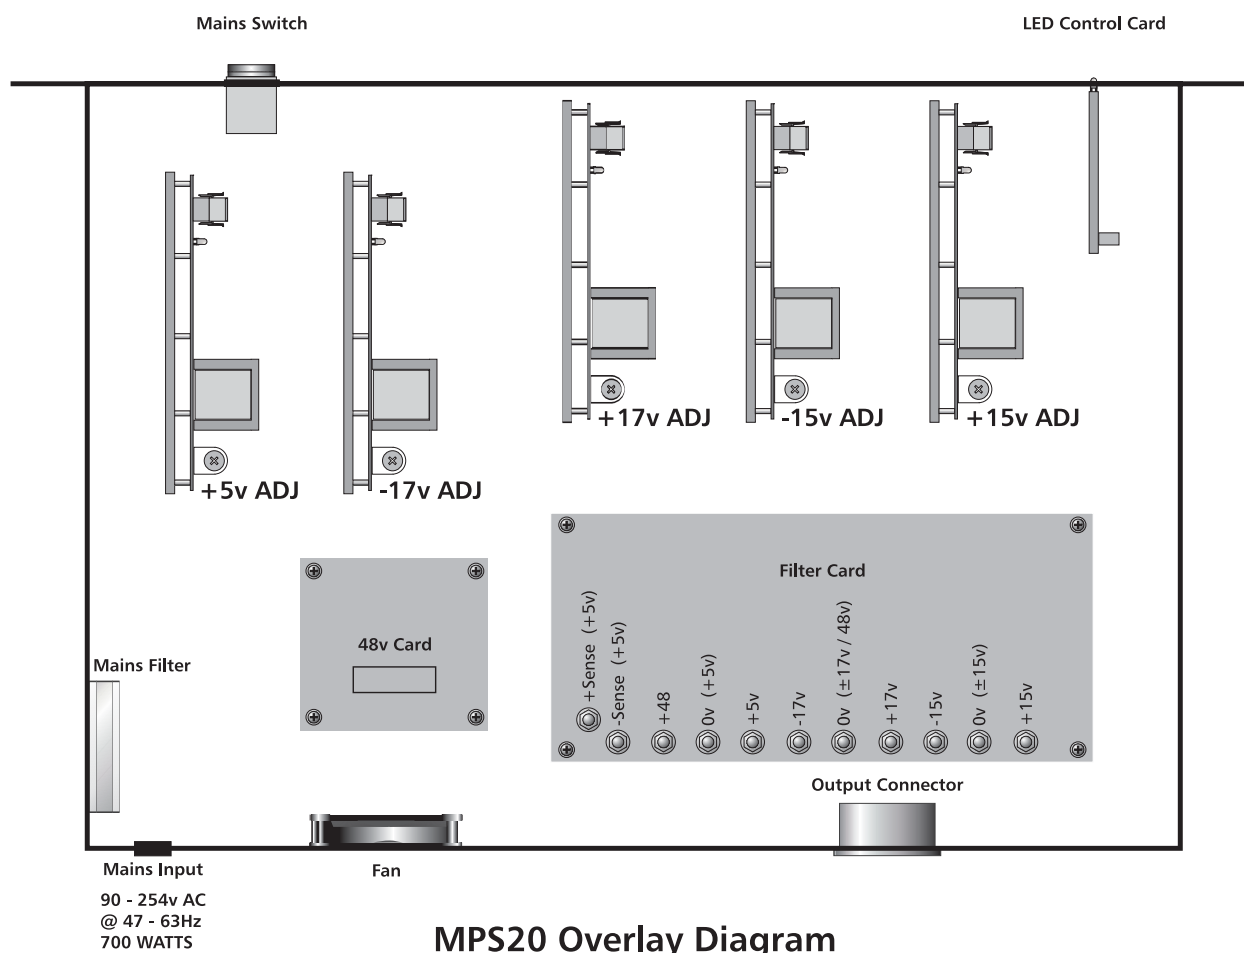 Mains Switch
LED Control Card
+17v ADJ
-15v ADJ
+15v ADJ
+5v ADJ
-17v ADJ
Filter Card
48v Card
+Sense (+5v)
-Sense (+5v)
+48
0v (+5v)
+5v
-17v
0v (±17v / 48v)
+17v
-15v
0v (±15v)
+15v
Mains Filter
Output Connector
Mains Input
90 - 254v AC
@ 47 - 63Hz
700 WATTS
Fan
MPS20 Overlay Diagram